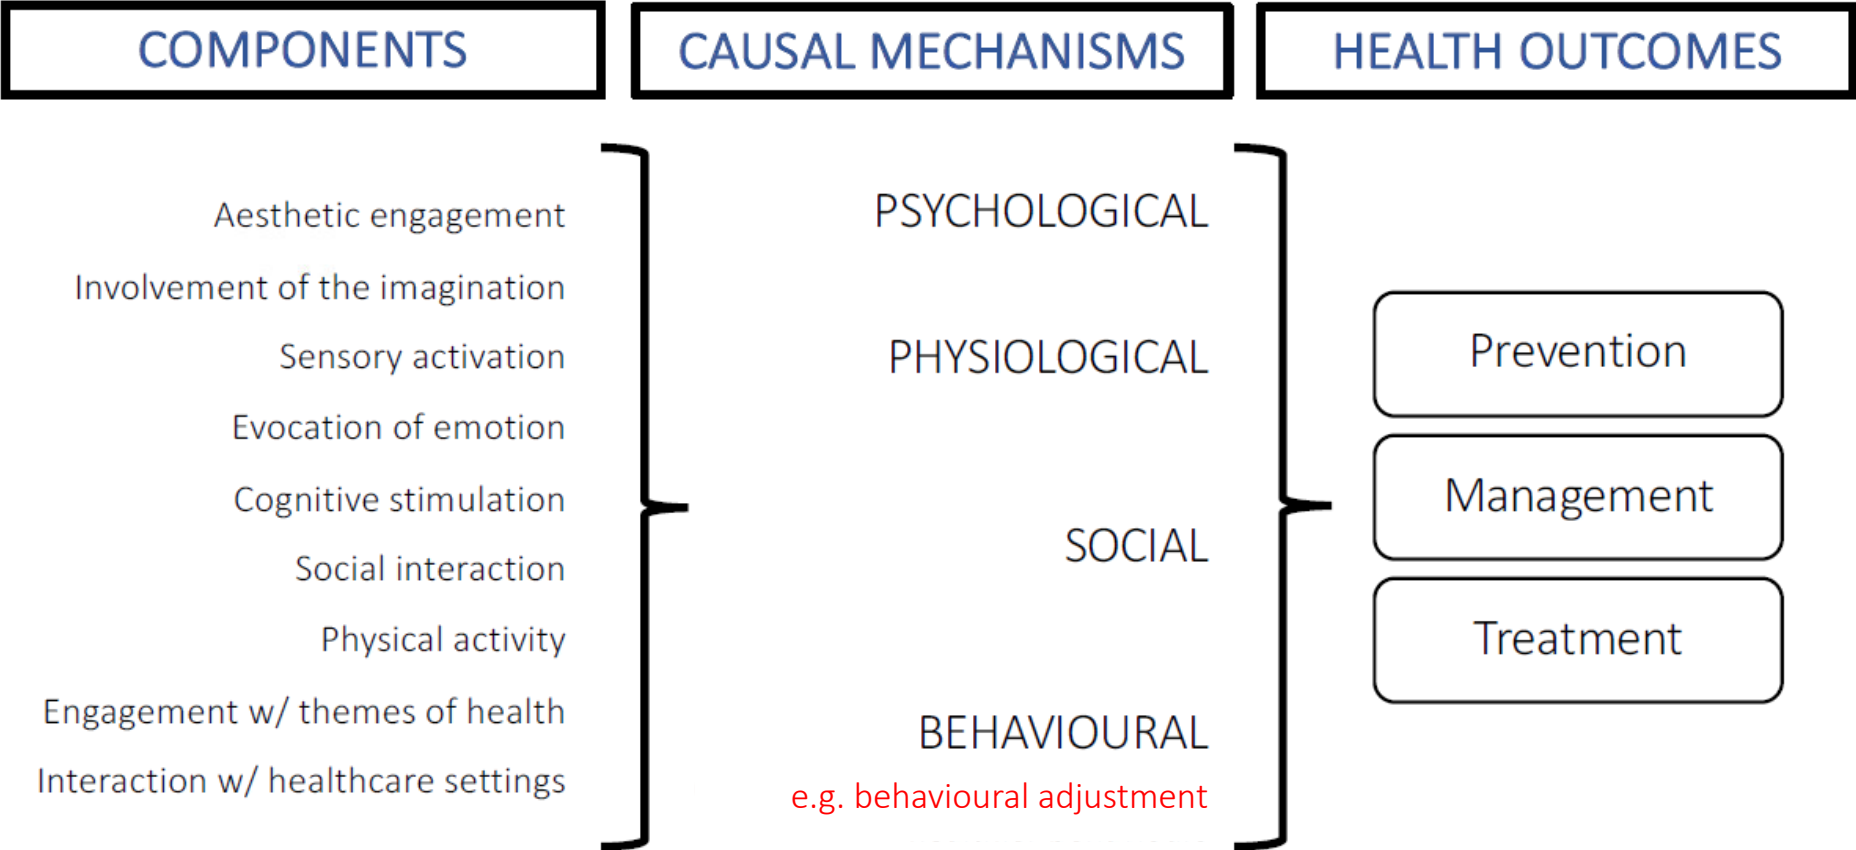 COMPONENTS
CAUSAL MECHANISMS
HEALTH OUTCOMES
Aesthetic engagement
Involvement of the imagination
Sensory activation
Evocation of emotion
Cognitive stimulation
Social interaction
Physical activity
Engagement w/ themes of health
Interaction w/ healthcare settings
PSYCHOLOGICAL
PHYSIOLOGICAL
SOCIAL
BEHAVIOURAL
e.g. behavioural adjustment
Prevention
Management
Treatment